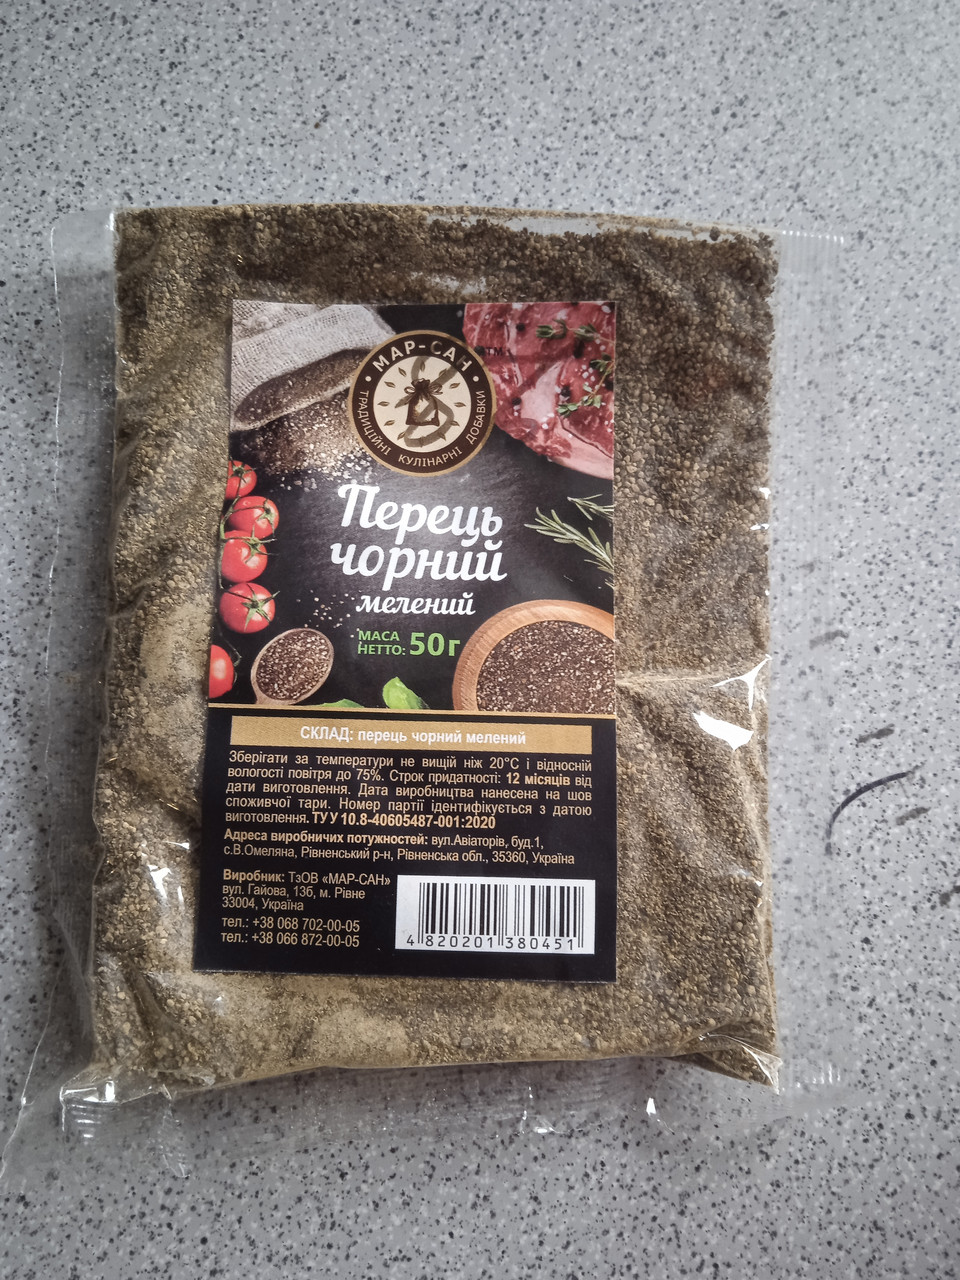 МАР-САН
ТМ
ТРАДИЦІЙНІ КУЛІНАРНІ ДОБАВКИ
Перець
чорний
мелений
МАСА
НЕТТО: 50г
СКЛАД: перець чорний мелений
Зберігати за температури не вищій ніж 20°С і відносній
вологості повітря до 75%. Строк придатності: 12 місяців від
дати виготовлення. Дата виробництва нанесена на шов
споживчої тари. Номер партії ідентифікується з датою
виготовлення. ТУ У 10.8-40605487-001:2020
Адреса виробничих потужностей: вул.Авіаторів, буд.1,
с.В.Омеляна, Рівненський р-н, Рівненська обл., 35360, Україна
Виробник: ТзОВ «МАР-САН»
вул. Гайова, 13б, м. Рівне
33004, Україна
тел.: +38 068 702-00-05
тел.: +38 066 872-00-05
4 820201 380451